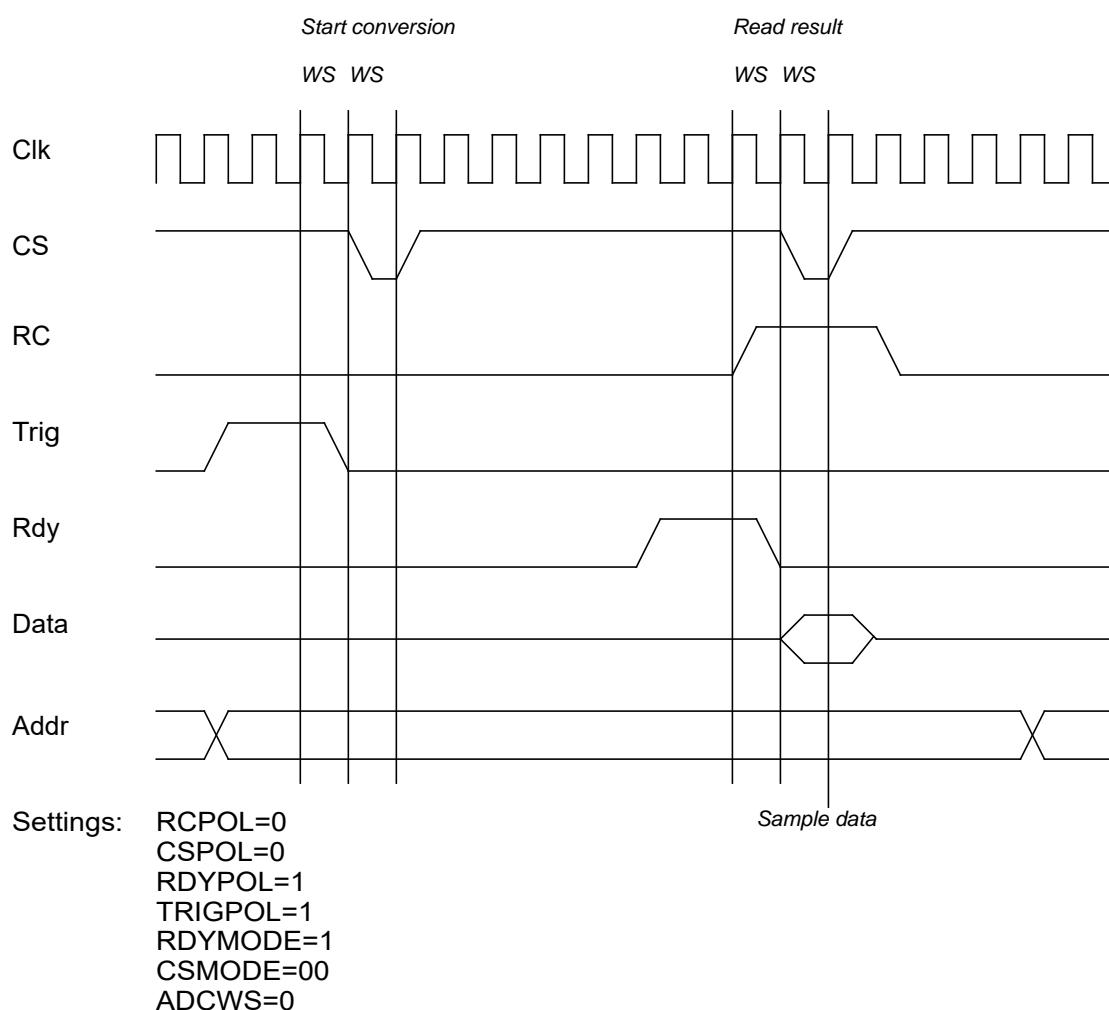 Start conversion Read result
WS WS WS WS
Clk
CS
RC
Trig
Rdy
Data
Addr
Sample data
Settings: RCPOL=0
CSPOL=0
RDYPOL=1
TRIGPOL=1
RDYMODE=1
CSMODE=00
ADCWS=0